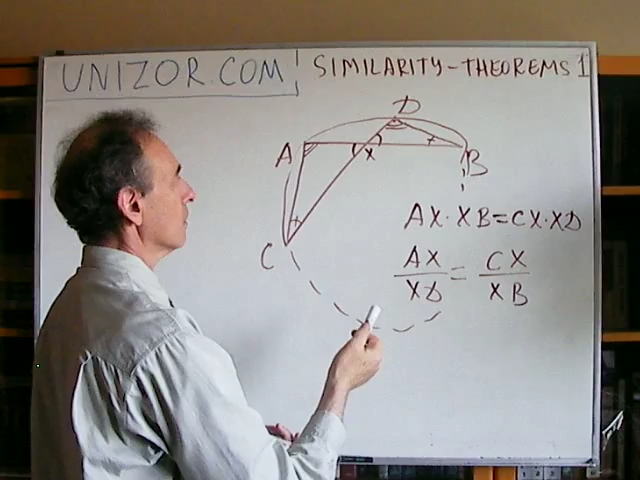 UNIZOR.COM
SIMILARITY-THEOREMS 1
D
A
X
B
C
AX·XB=CX·XD
AX/XD = CX/XB